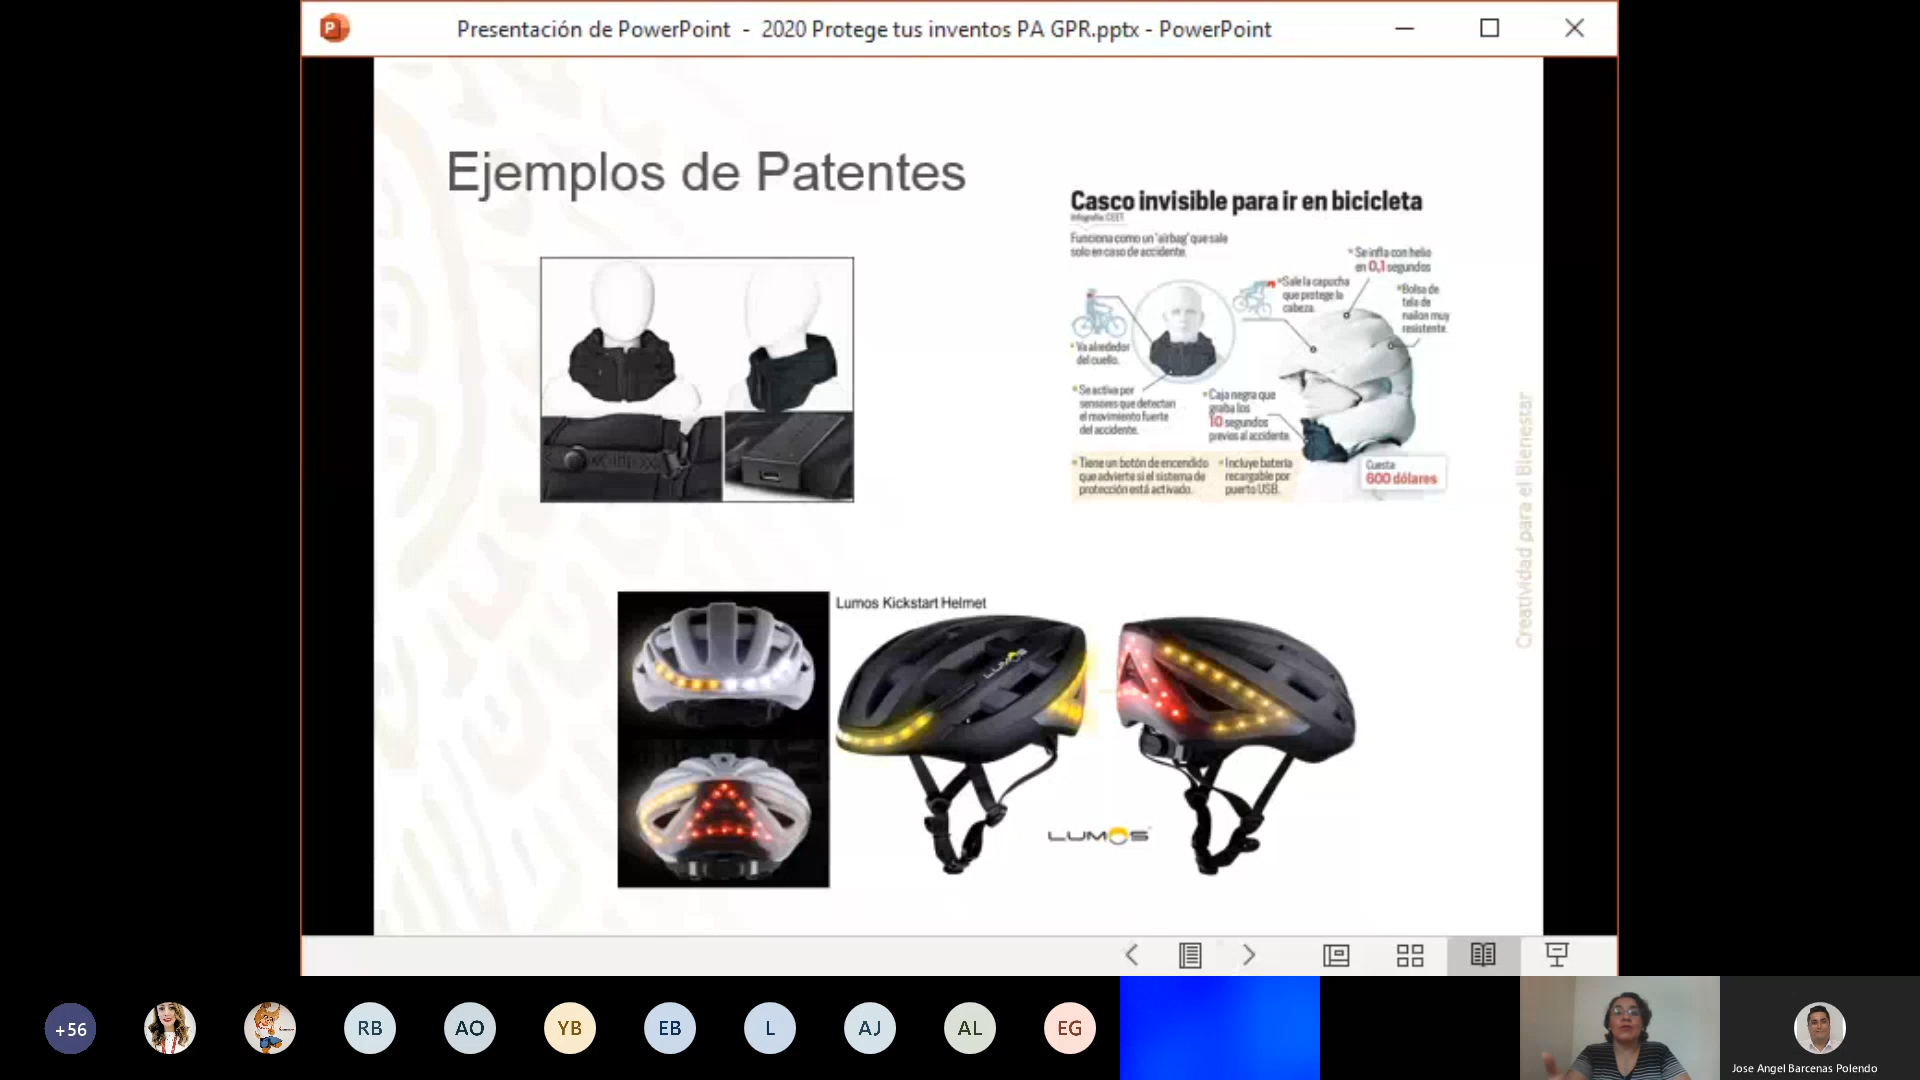 Presentación de PowerPoint - 2020 Protege tus inventos PA GPR.pptx - PowerPoint
Ejemplos de Patentes
Casco invisible para ir en bicicleta
Infografía: CEET
Funciona como un 'airbag' que sale
solo en caso de accidente.
Se infla con helio
en 0,1 segundos
Sale la capucha
que protege la
cabeza.
Bolsa de
tela de
nailon muy
resistente.
Va alrededor
del cuello.
Se activa por
sensores que detectan
el movimiento fuerte
del accidente.
Caja negra que
graba los
10 segundos
previos al accidente.
Tiene un botón de encendido
que advierte si el sistema de
protección está activado.
Incluye batería
recargable por
puerto USB.
Cuesta
600 dólares
Creatividad para el Bienestar
Lumos Kickstart Helmet
LUMOS
LUMOS
+56
RB
AO
YB
EB
L
AJ
AL
EG
Jose Angel Barcenas Polendo